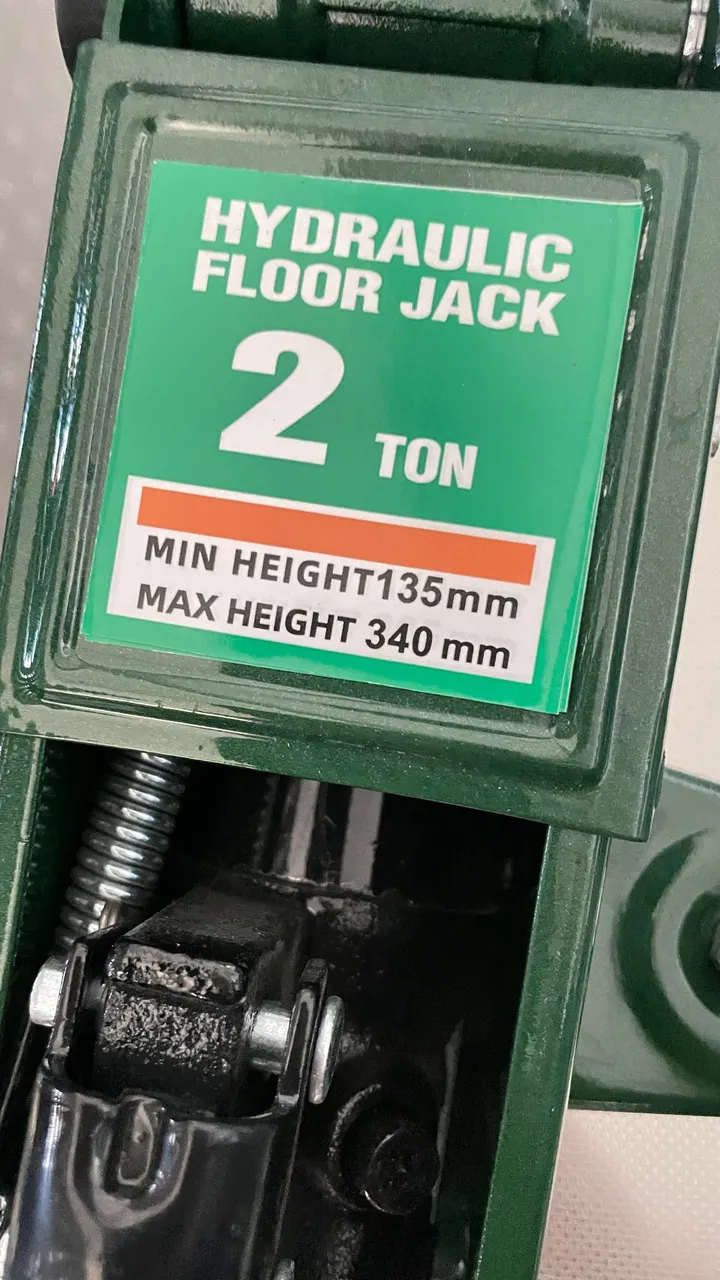 HYDRAULIC
FLOOR JACK
2 TON
MIN HEIGHT135mm
MAX HEIGHT 340 mm